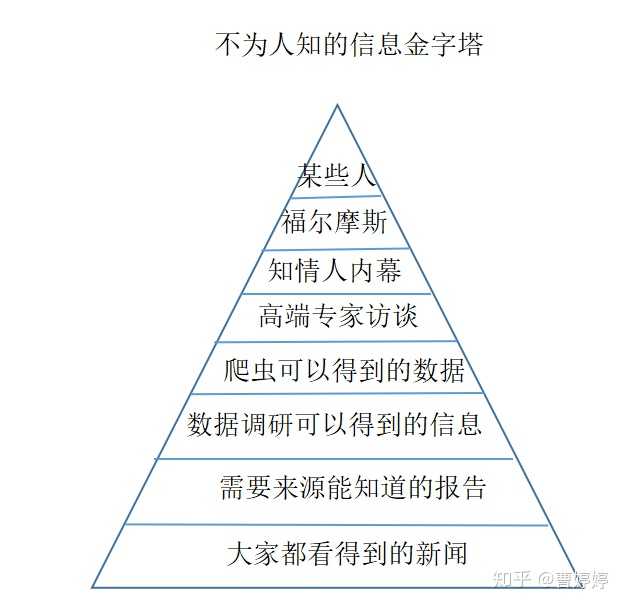 不为人知的信息金字塔
某些人
福尔摩斯
知情人内幕
高端专家访谈
爬虫可以得到的数据
数据调研可以得到的信息
需要来源能知道的报告
大家都看得到的新闻
知乎 @曹婷婷